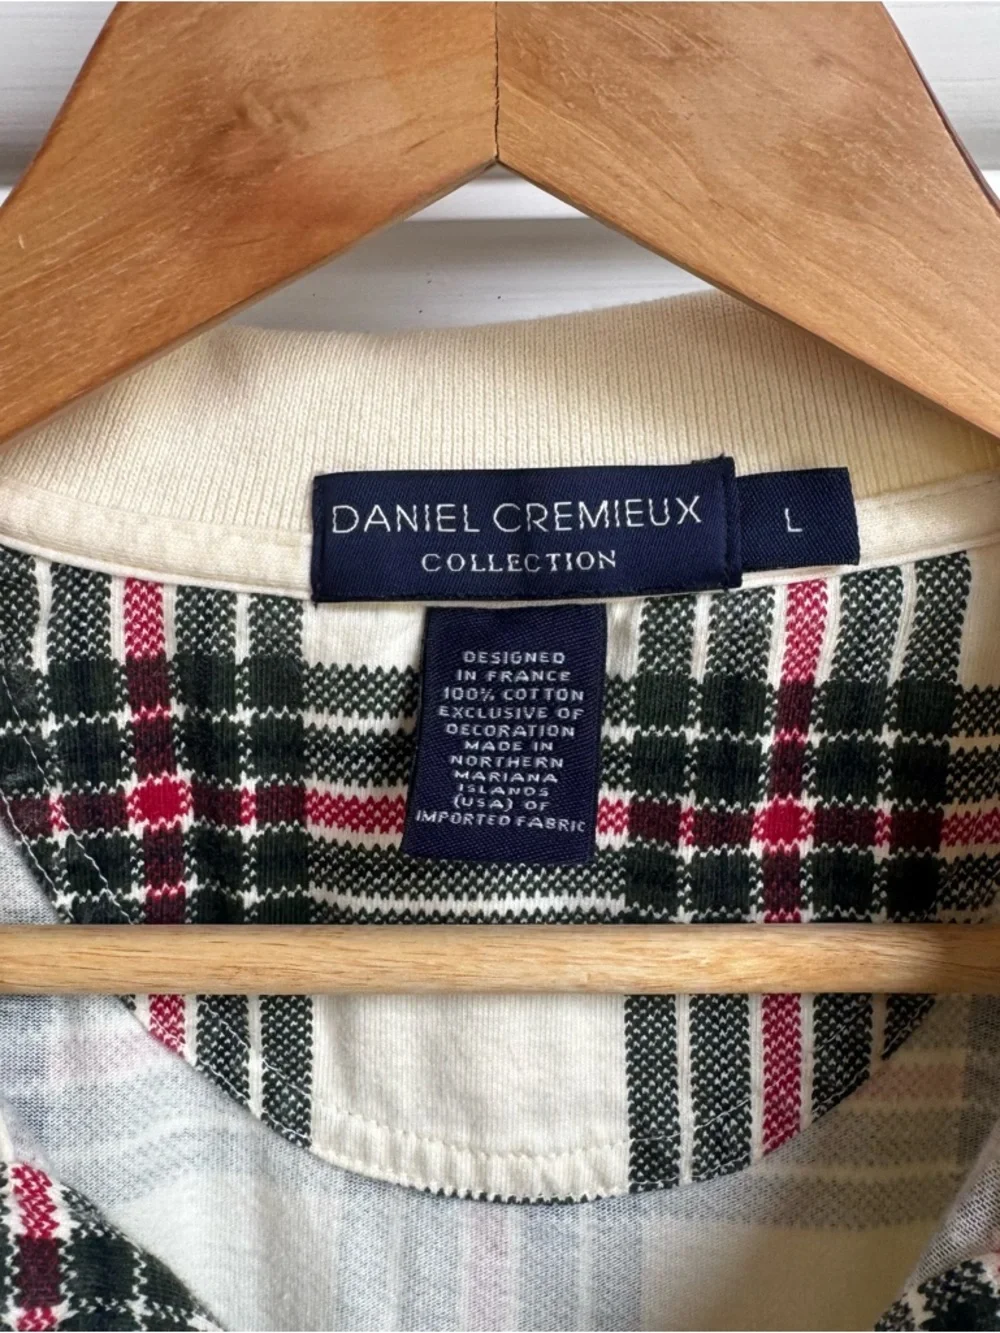 DANIEL CREMIEUX
COLLECTION
L
DESIGNED
IN FRANCE
100% COTTON
EXCLUSIVE OF
DECORATION
MADE IN
NORTHERN
MARIANA
ISLANDS
(USA) OF
IMPORTED FABRIC